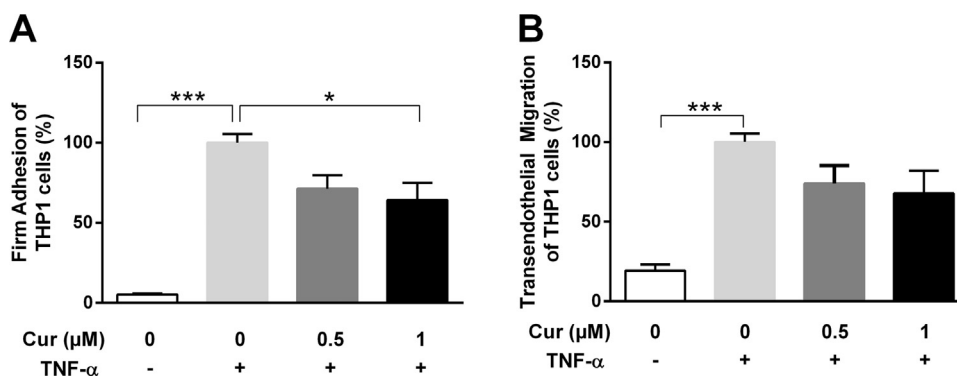 A
Firm Adhesion of
THP1 cells (%)
150
100
50
0
***
*
Cur (µM) 0 0 0.5 1
TNF-α - + + +
B
Transendothelial Migration
of THP1 cells (%)
150
100
50
0
***
Cur (µM) 0 0 0.5 1
TNF-α - + + +